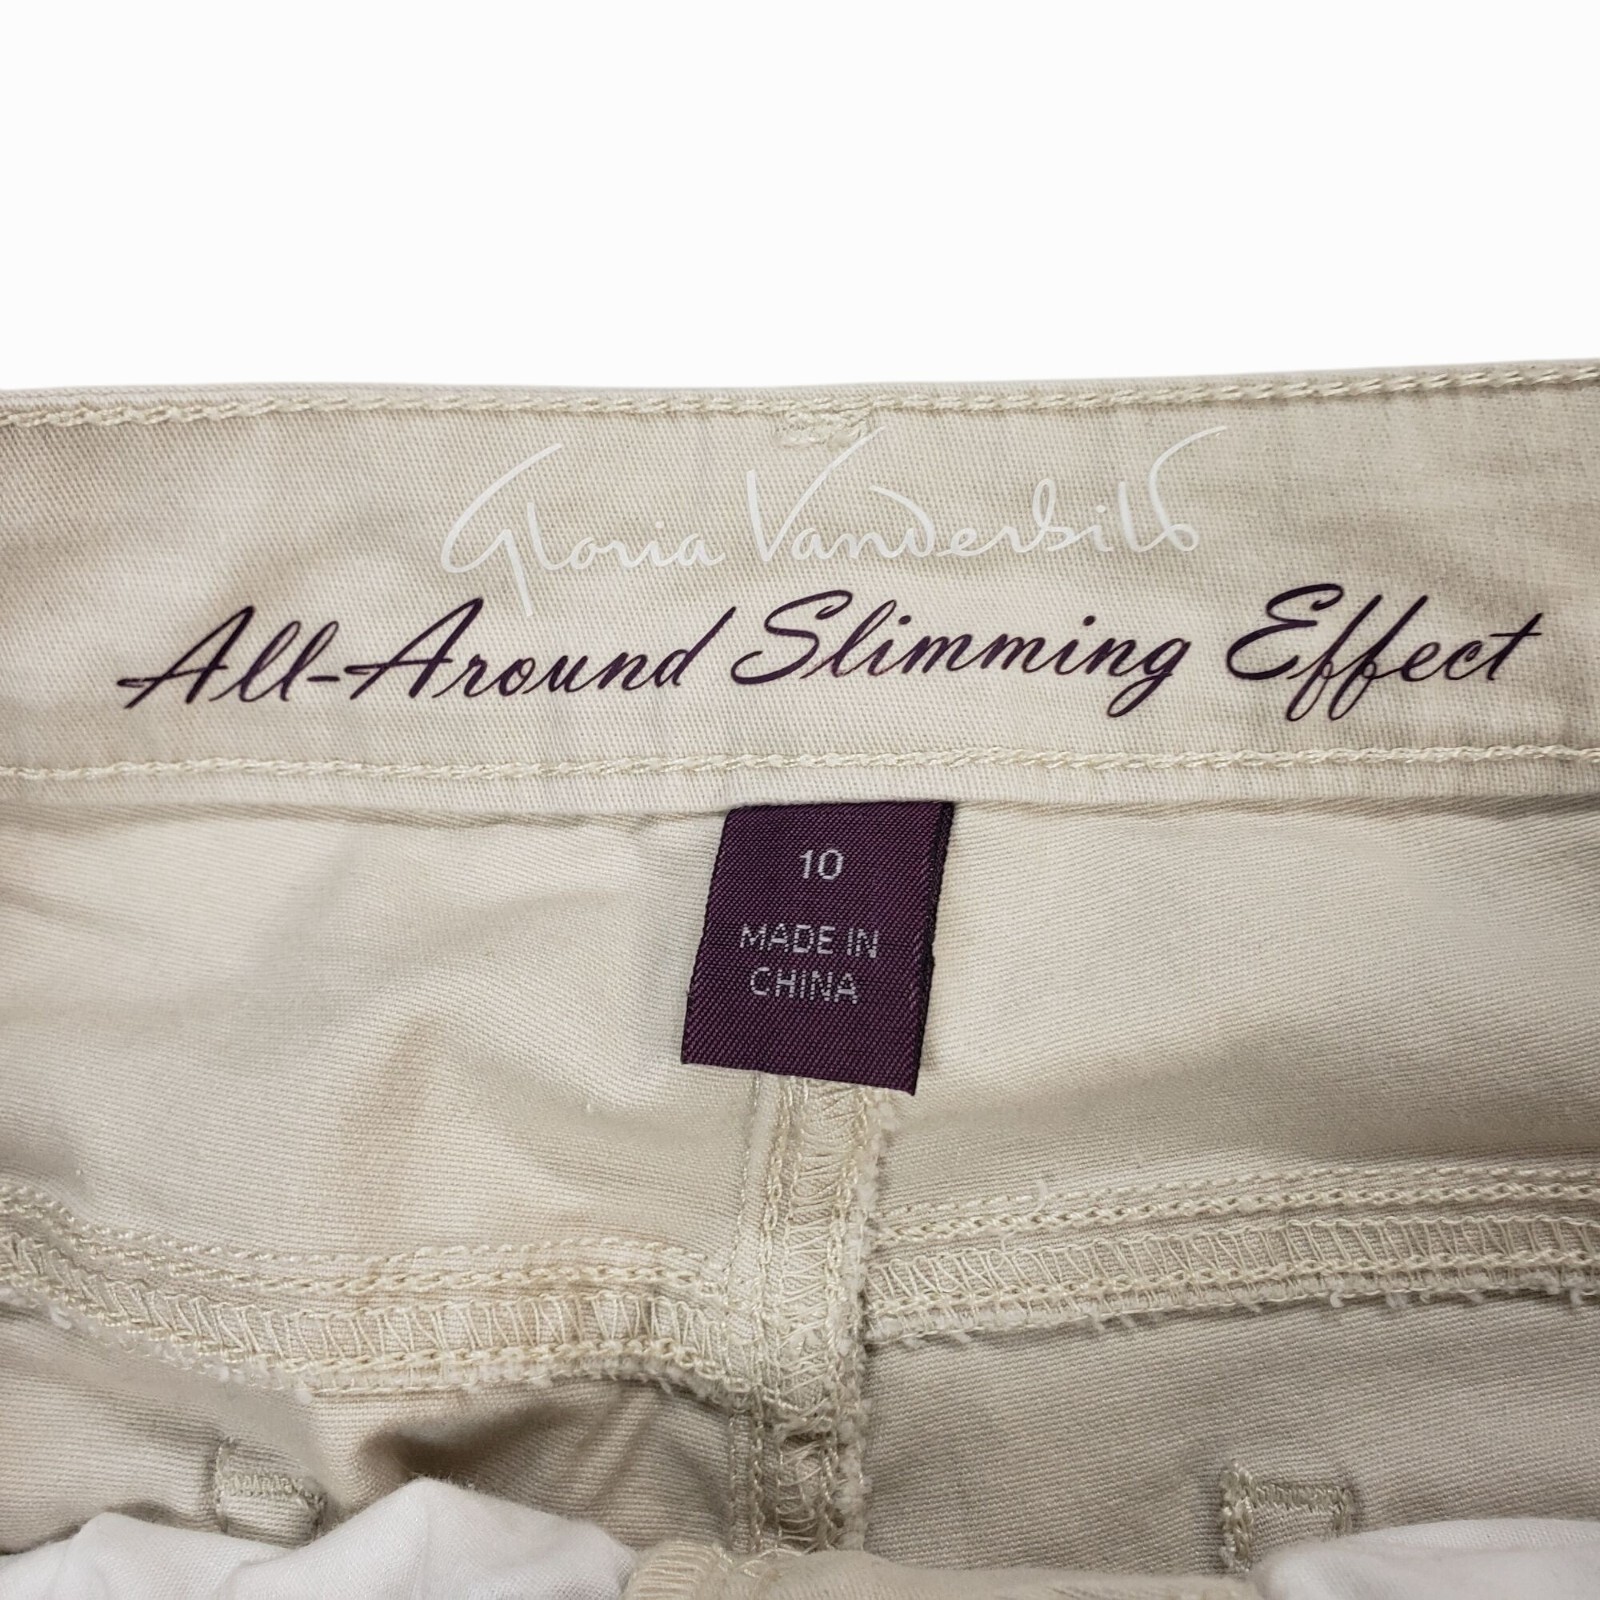 Gloria Vanderbilt
All-Around Slimming Effect
10
MADE IN
CHINA